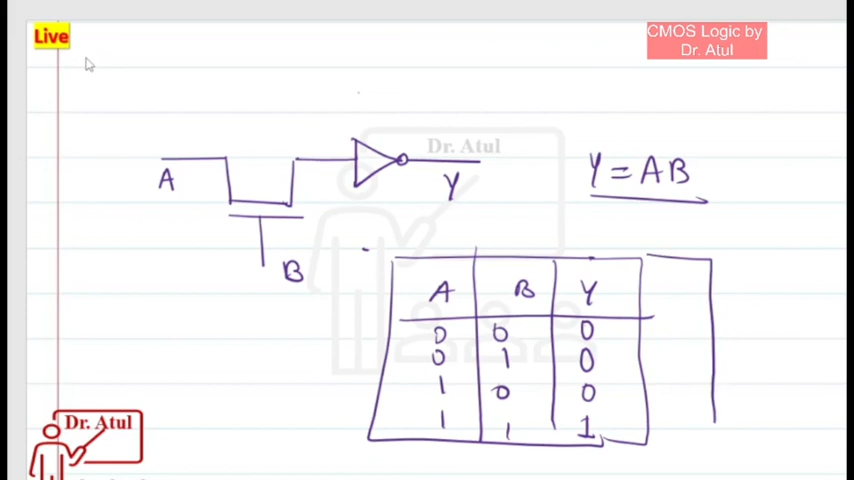 Live
CMOS Logic by
Dr. Atul
Dr. Atul
A
Y
Y = AB
B
A B Y
0 0 0
0 1 0
1 0 0
1 1 1
Dr. Atul